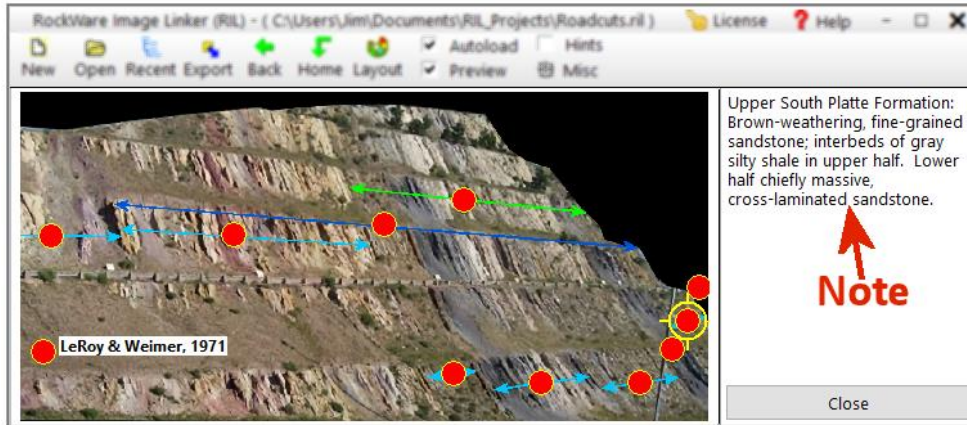 RockWare Image Linker (RIL) - ( C:\Users\Jim\Documents\RIL_Projects\Roadcuts.ril ) License ? Help
New Open Recent Export Back Home Layout Autoload Hints
Preview Misc
Upper South Platte Formation:
Brown-weathering, fine-grained
sandstone; interbeds of gray
silty shale in upper half. Lower
half chiefly massive,
cross-laminated sandstone.
Note
LeRoy & Weimer, 1971
Close